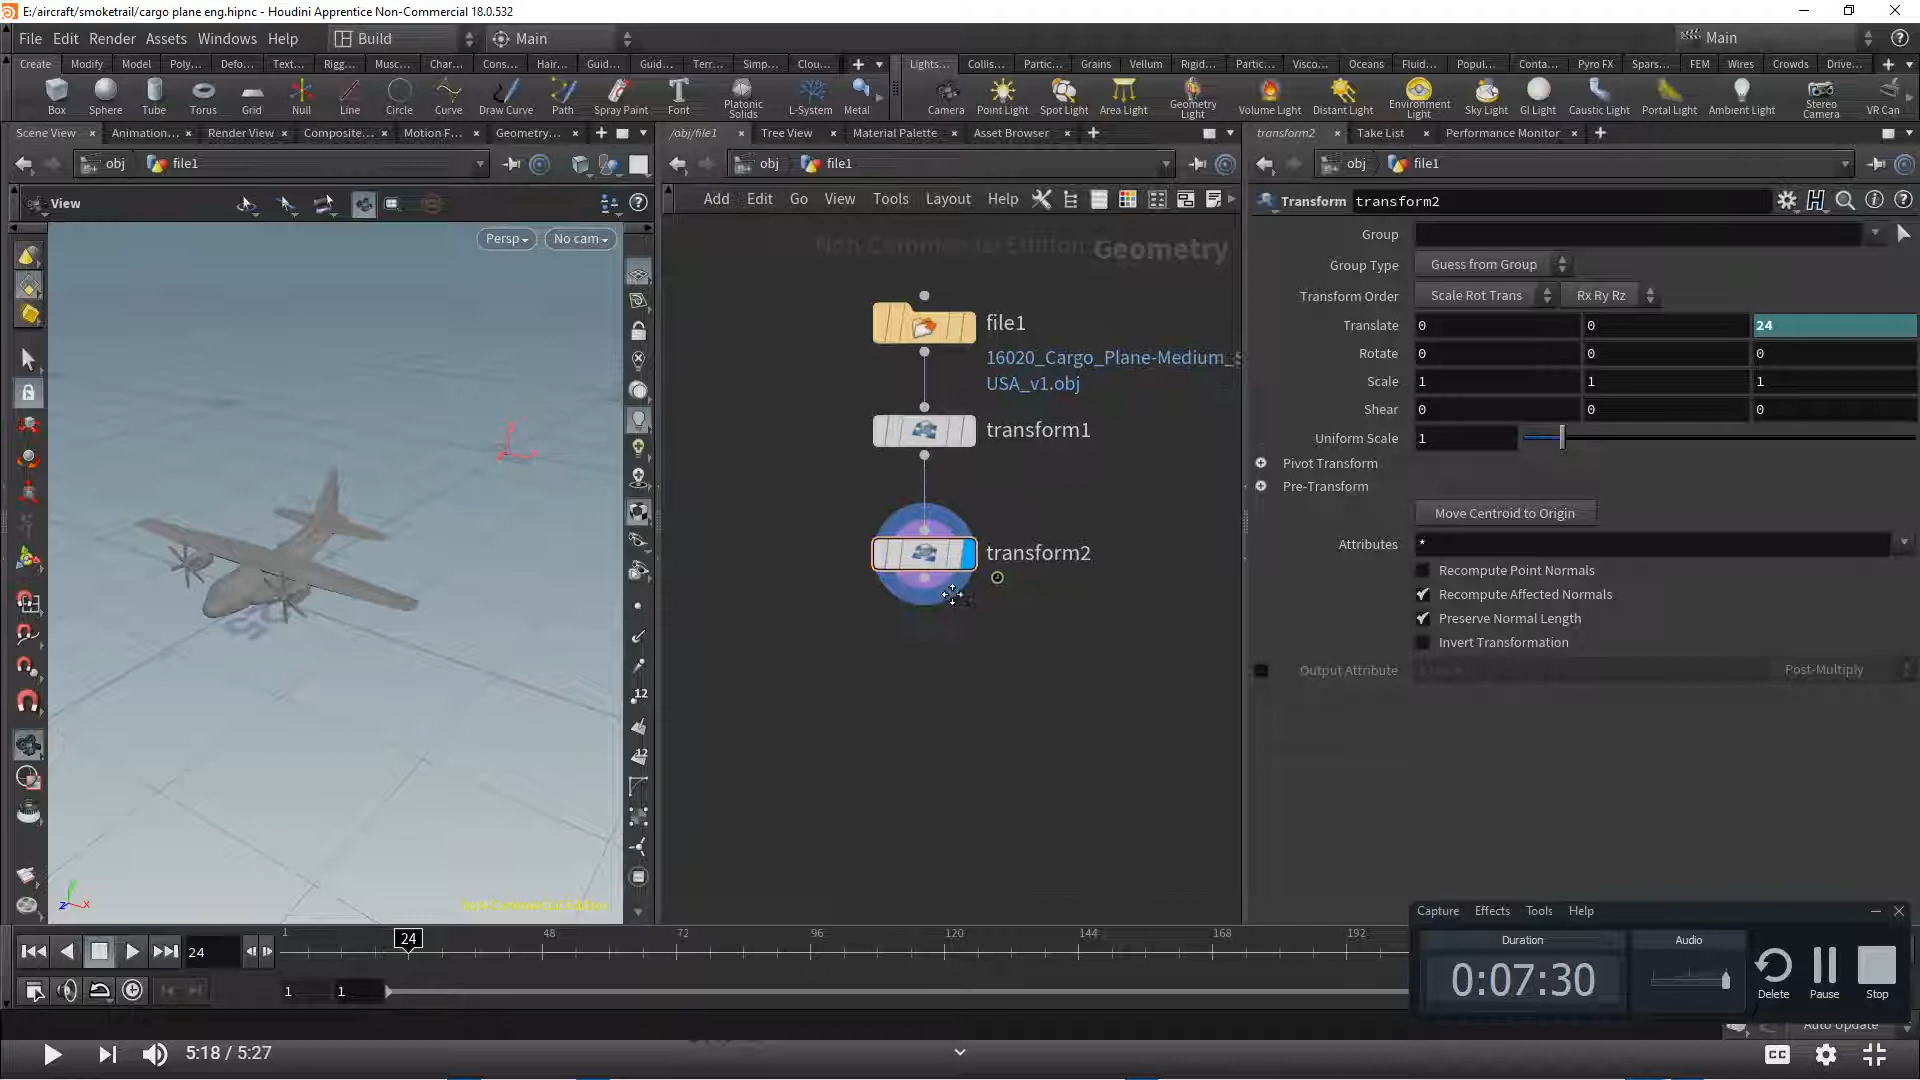 E:/aircraft/smoketrail/cargo plane eng.hipnc - Houdini Apprentice Non-Commercial 18.0.532
File Edit Render Assets Windows Help Build Main Main
Create Modify Model Poly... Defo... Text... Rigg... Musc... Char... Cons... Hair... Guid... Guid... Terr... Simp... Clou... Lights... Collis... Partic... Grains Vellum Rigid... Partic... Visco... Oceans Fluid... Popul... Conta... Pyro FX Spars... FEM Wires Crowds Drive...
Box Sphere Tube Torus Grid Null Line Circle Curve Draw Curve Path Spray Paint Font Platonic Solids L-System Metal Camera Point Light Spot Light Area Light Geometry Light Volume Light Distant Light Environment Light Sky Light GI Light Caustic Light Portal Light Ambient Light Stereo Camera VR Can
Scene View Animation... Render View Composite... Motion F... Geometry... /obj/file1 Tree View Material Palette Asset Browser transform2 Take List Performance Monitor
obj file1 obj file1 obj file1
View Add Edit Go View Tools Layout Help Transform transform2
Persp No cam
Non-Commercial Edition Geometry
Group
Group Type Guess from Group
Transform Order Scale Rot Trans Rx Ry Rz
file1
Translate 0 0 24
16020_Cargo_Plane-Medium_S
USA_v1.obj
Rotate 0 0 0
Scale 1 1 1
Shear 0 0 0
transform1
Uniform Scale 1
Pivot Transform
Pre-Transform
Move Centroid to Origin
transform2
Attributes *
Recompute Point Normals
Recompute Affected Normals
Preserve Normal Length
Invert Transformation
Output Attribute Post-Multiply
12
12
Non-Commercial Edition
Capture Effects Tools Help
Duration Audio
0:07:30
Delete Pause Stop
24 1 24 48 72 96 120 144 168 192
1 1
Auto Update
5:18 / 5:27
CC